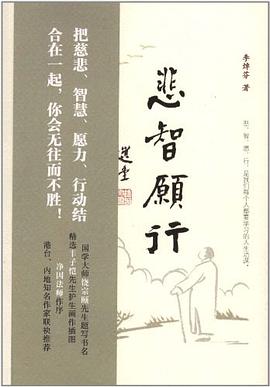 李焯芬 著
悲智願行
選堂
悲、智、愿、行，是我们每个人都要学习的人生功课。
把慈悲、智慧、愿力、行动结
合在一起，你会无往而不胜！
国学大师饶宗颐先生题写书名
精选丰子恺先生护生画作插图
净因法师作序
港台、内地知名作家联袂推荐